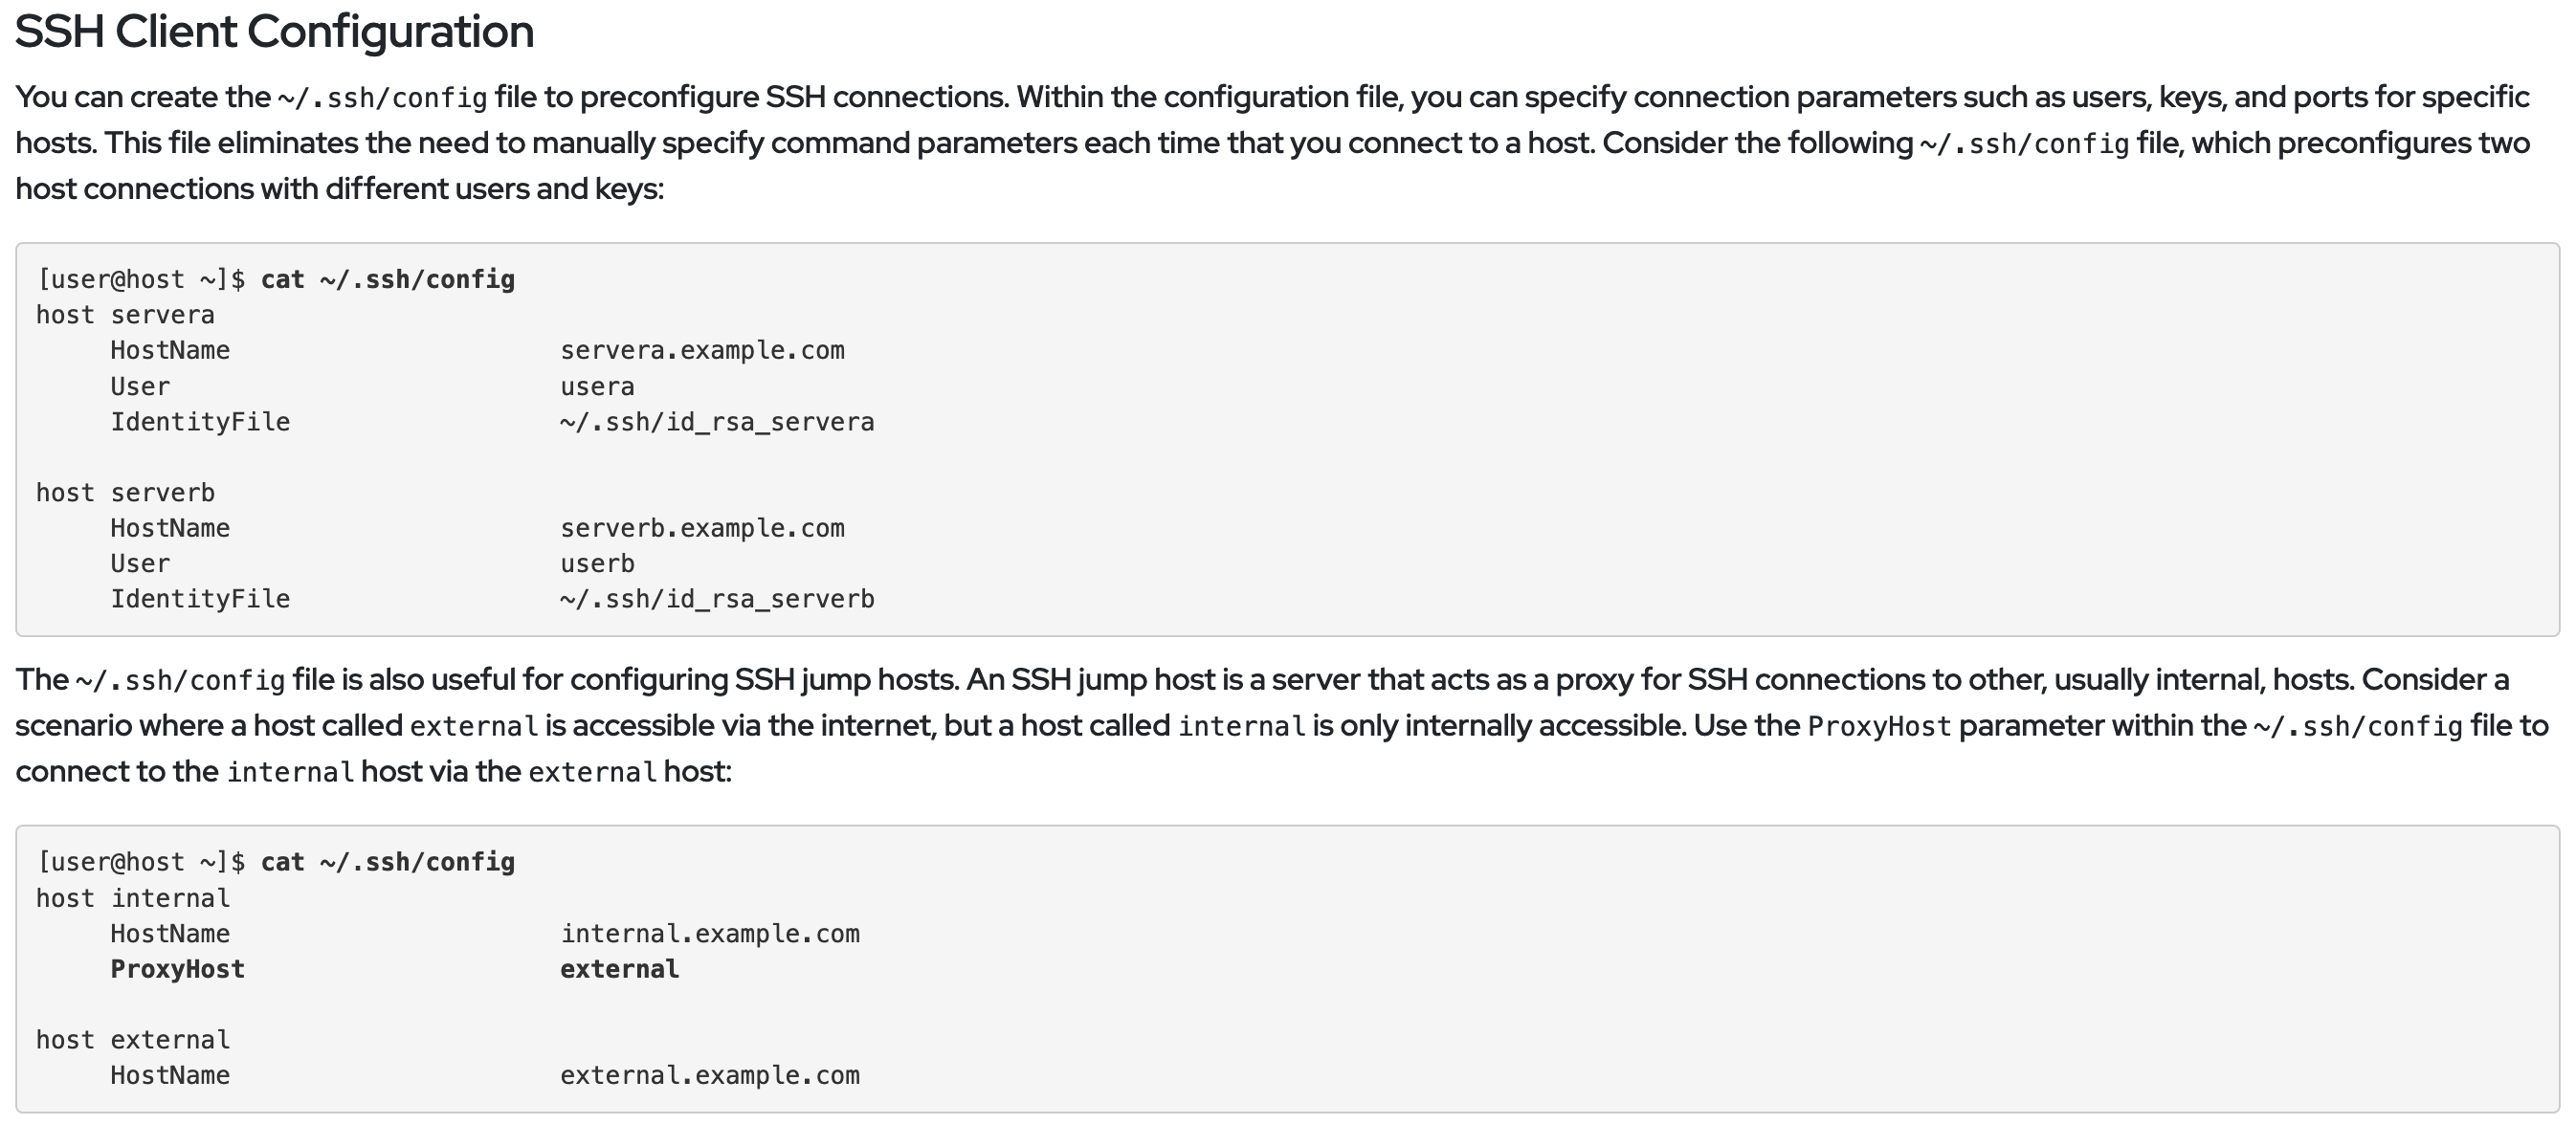 SSH Client Configuration
You can create the ~/.ssh/config file to preconfigure SSH connections. Within the configuration file, you can specify connection parameters such as users, keys, and ports for specific
hosts. This file eliminates the need to manually specify command parameters each time that you connect to a host. Consider the following ~/.ssh/config file, which preconfigures two
host connections with different users and keys:
[user@host ~]$ cat ~/.ssh/config
host servera
     HostName                      servera.example.com
     User                          usera
     IdentityFile                  ~/.ssh/id_rsa_servera
host serverb
     HostName                      serverb.example.com
     User                          userb
     IdentityFile                  ~/.ssh/id_rsa_serverb
The ~/.ssh/config file is also useful for configuring SSH jump hosts. An SSH jump host is a server that acts as a proxy for SSH connections to other, usually internal, hosts. Consider a
scenario where a host called external is accessible via the internet, but a host called internal is only internally accessible. Use the ProxyHost parameter within the ~/.ssh/config file to
connect to the internal host via the external host:
[user@host ~]$ cat ~/.ssh/config
host internal
     HostName                      internal.example.com
     ProxyHost                     external
host external
     HostName                      external.example.com